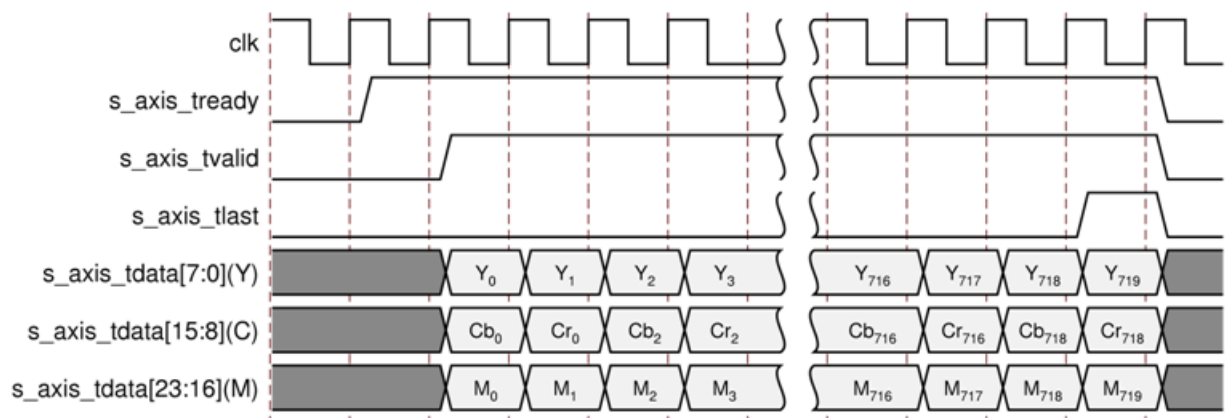 clk
s_axis_tready
s_axis_tvalid
s_axis_tlast
s_axis_tdata[7:0](Y) Y₀ Y₁ Y₂ Y₃ Y₇₁₆ Y₇₁₇ Y₇₁₈ Y₇₁₉
s_axis_tdata[15:8](C) Cb₀ Cr₀ Cb₂ Cr₂ Cb₇₁₆ Cr₇₁₆ Cb₇₁₈ Cr₇₁₈
s_axis_tdata[23:16](M) M₀ M₁ M₂ M₃ M₇₁₆ M₇₁₇ M₇₁₈ M₇₁₉